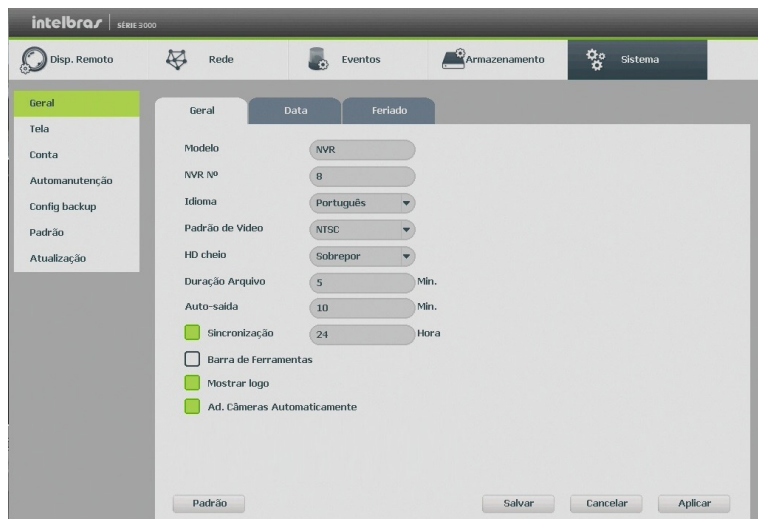 intelbras SÉRIE 3000
Disp. Remoto Rede Eventos Armazenamento Sistema
Geral
Tela
Conta
Automanutenção
Config backup
Padrão
Atualização
Geral Data Feriado
Modelo NVR
NVR Nº 8
Idioma Português
Padrão de Video NTSC
HD cheio Sobrepor
Duração Arquivo 5 Min.
Auto-saida 10 Min.
Sincronização 24 Hora
Barra de Ferramentas
Mostrar logo
Ad. Câmeras Automaticamente
Padrão Salvar Cancelar Aplicar